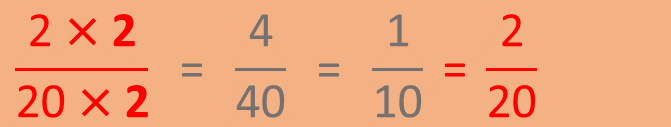 2 × 2 / 20 × 2 = 4 / 40 = 1 / 10 = 2 / 20